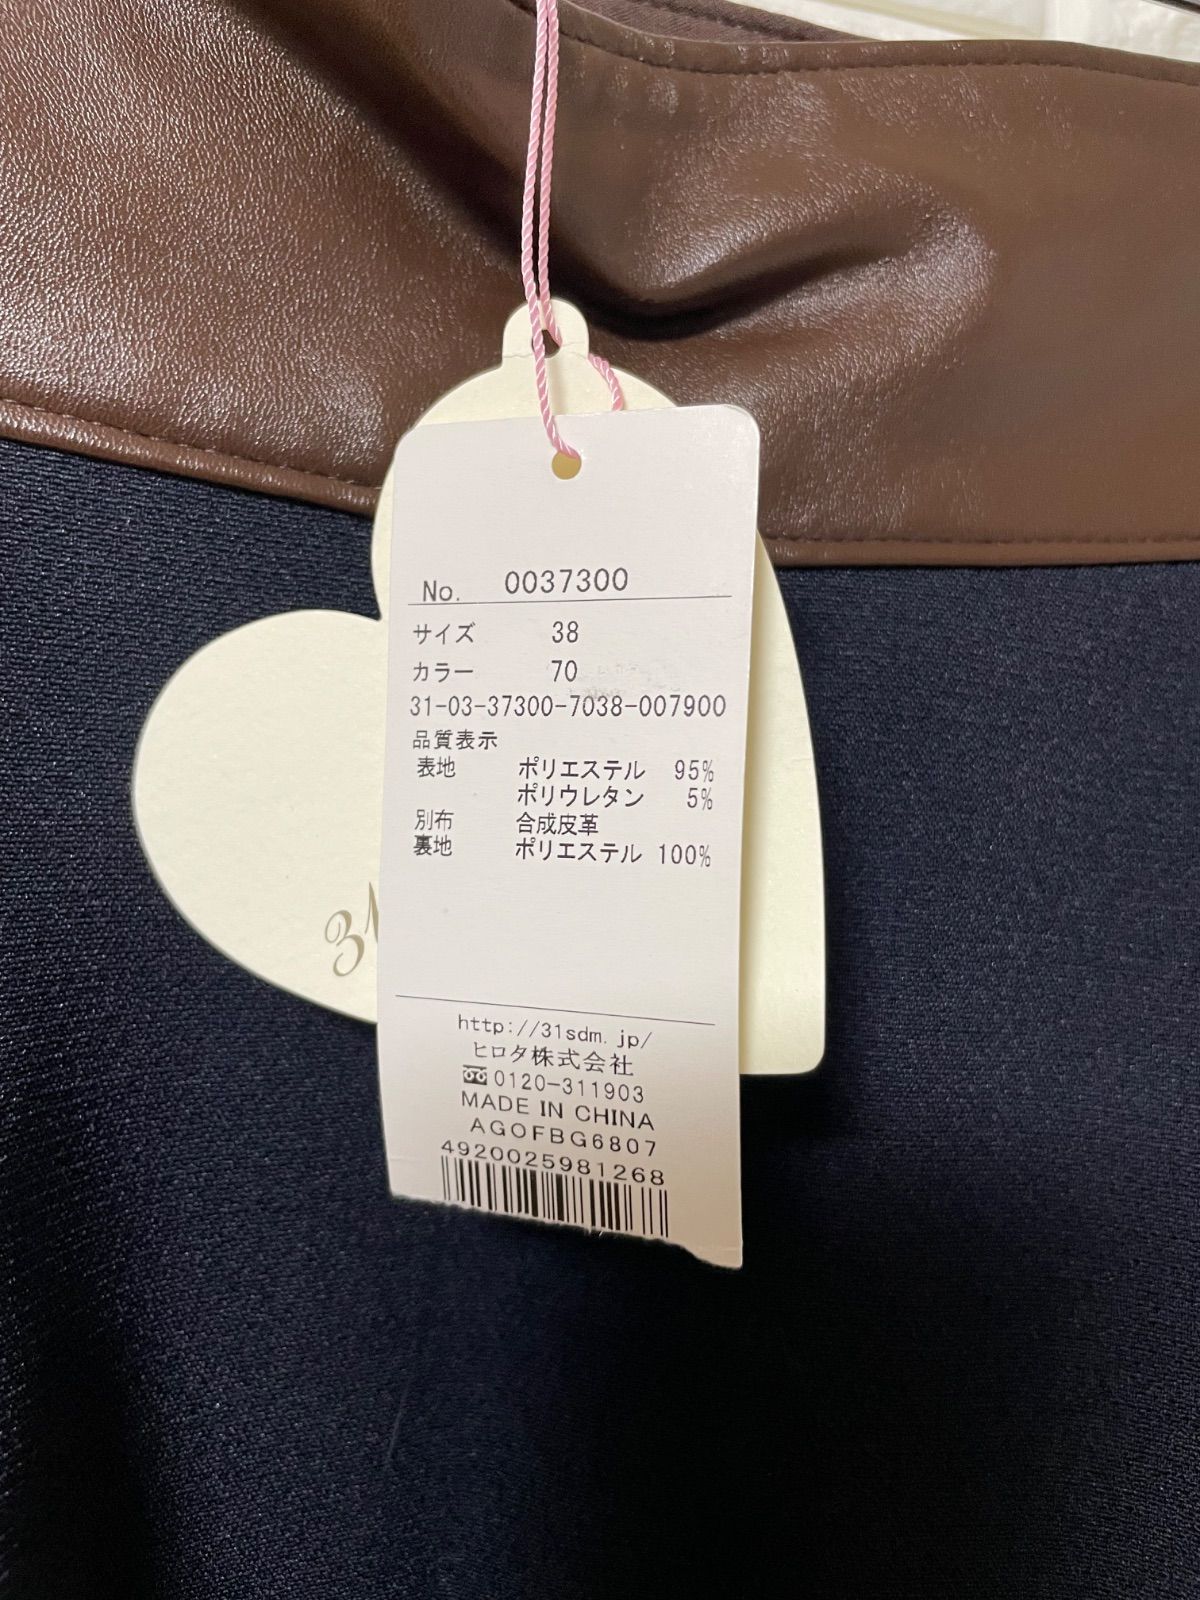 No. 0037300
サイズ 38
カラー 70
31-03-37300-7038-007900
品質表示
表地 ポリエステル 95%
ポリウレタン 5%
別布 合成皮革
裏地 ポリエステル 100%
http://31sdm.jp/
ヒロタ株式会社
0120-311903
MADE IN CHINA
AGOFBG6807
4920025981268
31